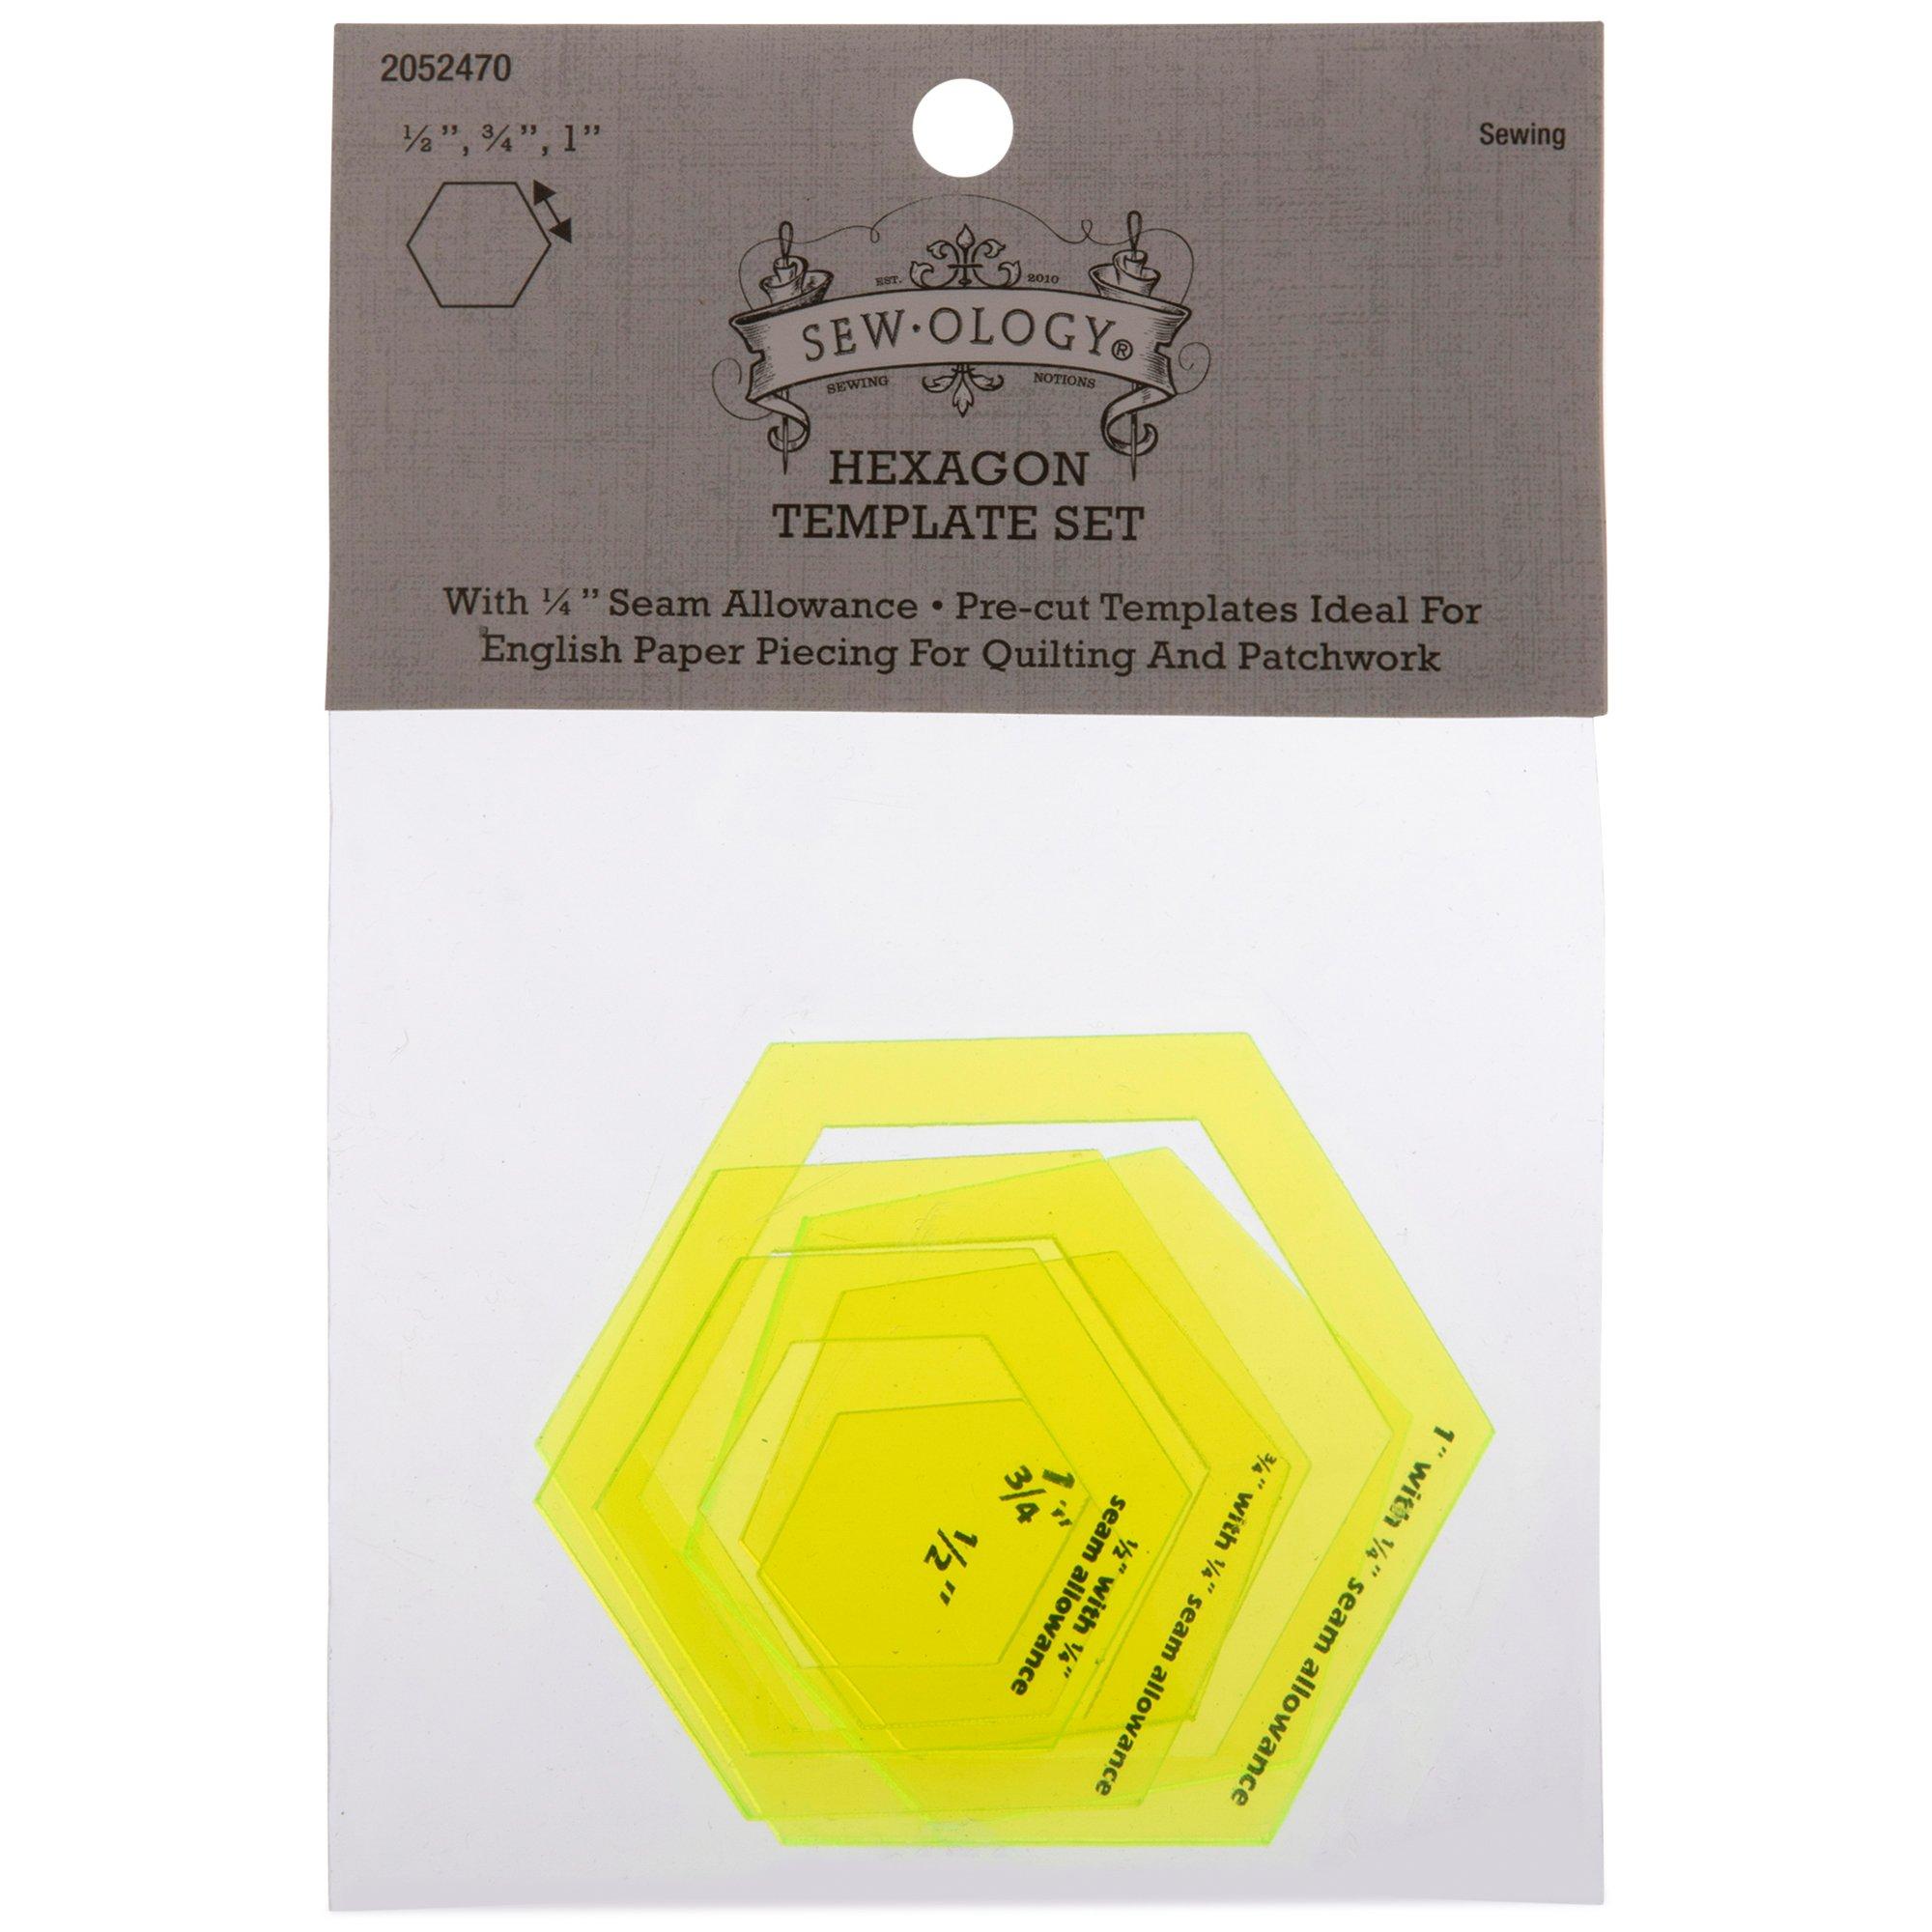 2052470
½", ¾", 1"
Sewing
EST. 2010
SEW·OLOGY®
SEWING NOTIONS
HEXAGON
TEMPLATE SET
With ¼" Seam Allowance • Pre-cut Templates Ideal For
English Paper Piecing For Quilting And Patchwork
1" with ¼" seam allowance
¾" with ¼" seam allowance
½" with ¼"
seam allowance
1"
3/4"
1/2"